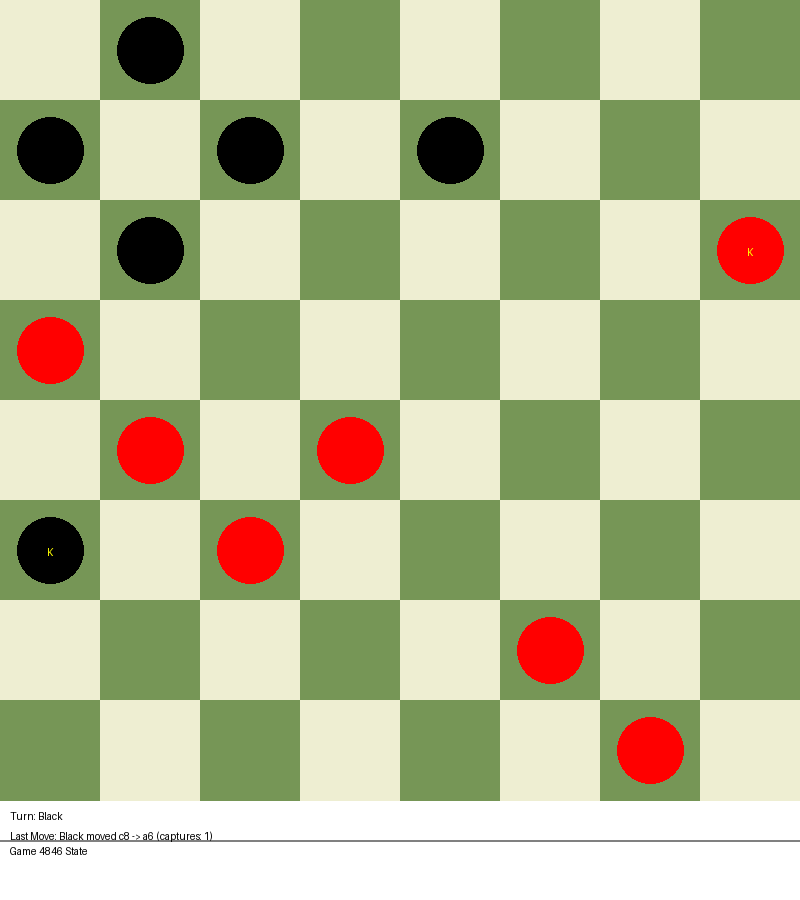 K
K
Turn: Black
Last Move: Black moved c8 -> a6 (captures: 1)
Game 4846 State